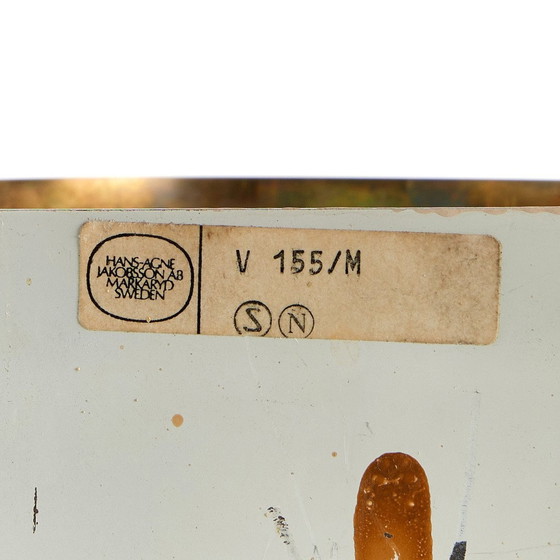 HANS-AGNE
JAKOBSSON AB
MARKARYD
SWEDEN
V 155/M
S N